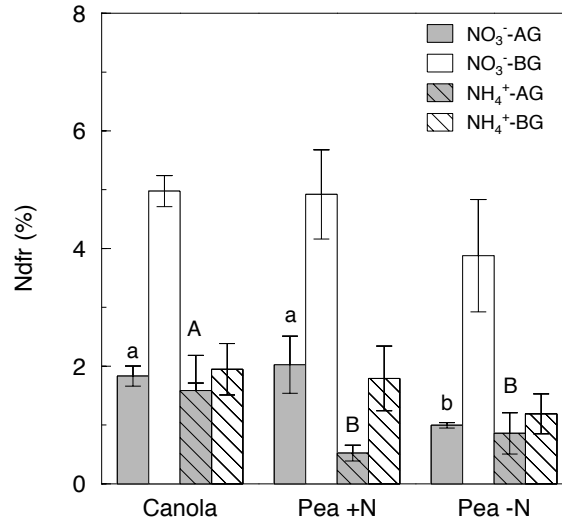 8
NO₃⁻-AG
NO₃⁻-BG
NH₄⁺-AG
NH₄⁺-BG
6
Ndfr (%)
4
2
0
a
A
a
B
b
B
Canola
Pea +N
Pea -N